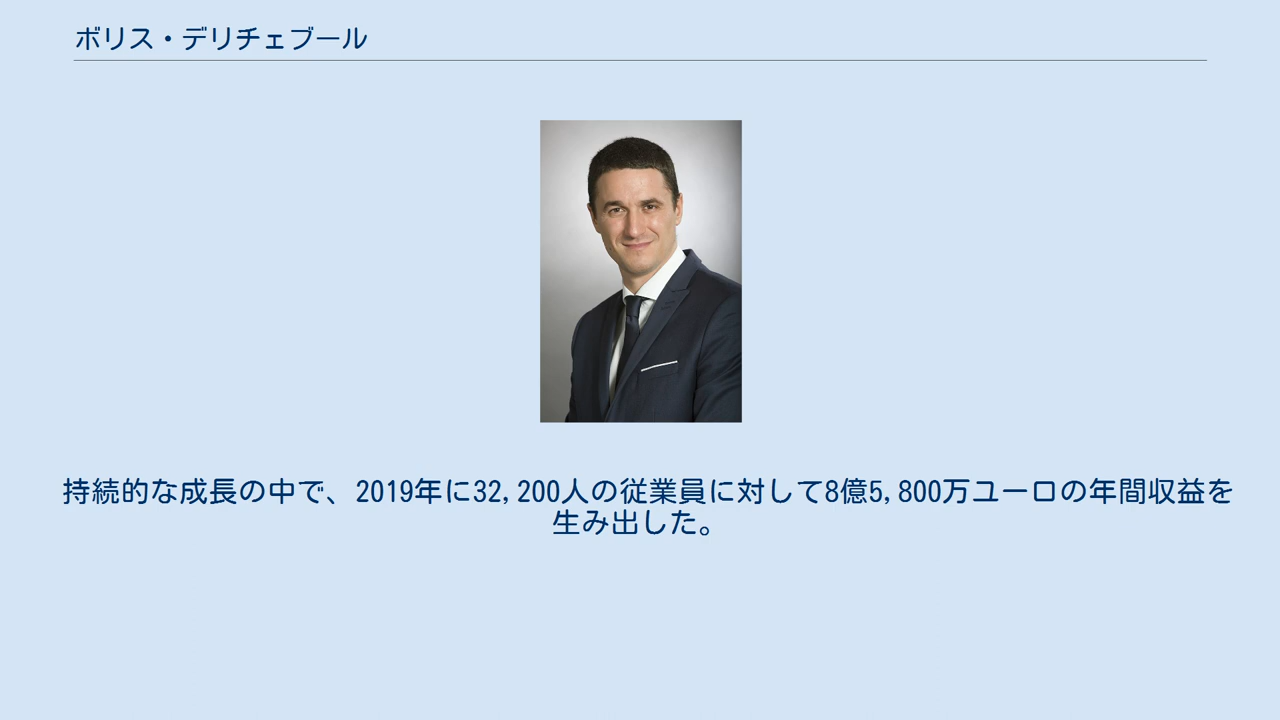 ボリス・デリチェブール
持続的な成長の中で、2019年に32,200人の従業員に対して8億5,800万ユーロの年間収益を
生み出した。